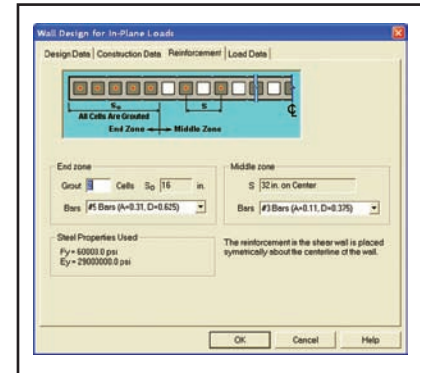 Wall Design for In-Plane Loads
Design Data Construction Data Reinforcement Load Data
So S
All Cells Are Grouted
End Zone Middle Zone
End zone
Grout Cells So 16 in.
Bars #5 Bars (A=0.31, D=0.625)
Middle zone
S 32 in. on Center
Bars #3 Bars (A=0.11, D=0.375)
Steel Properties Used
Fy= 60000.0 psi
Ey= 29000000.0 psi
The reinforcement in the shear wall is placed
symetrically about the centerline of the wall.
OK Cancel Help